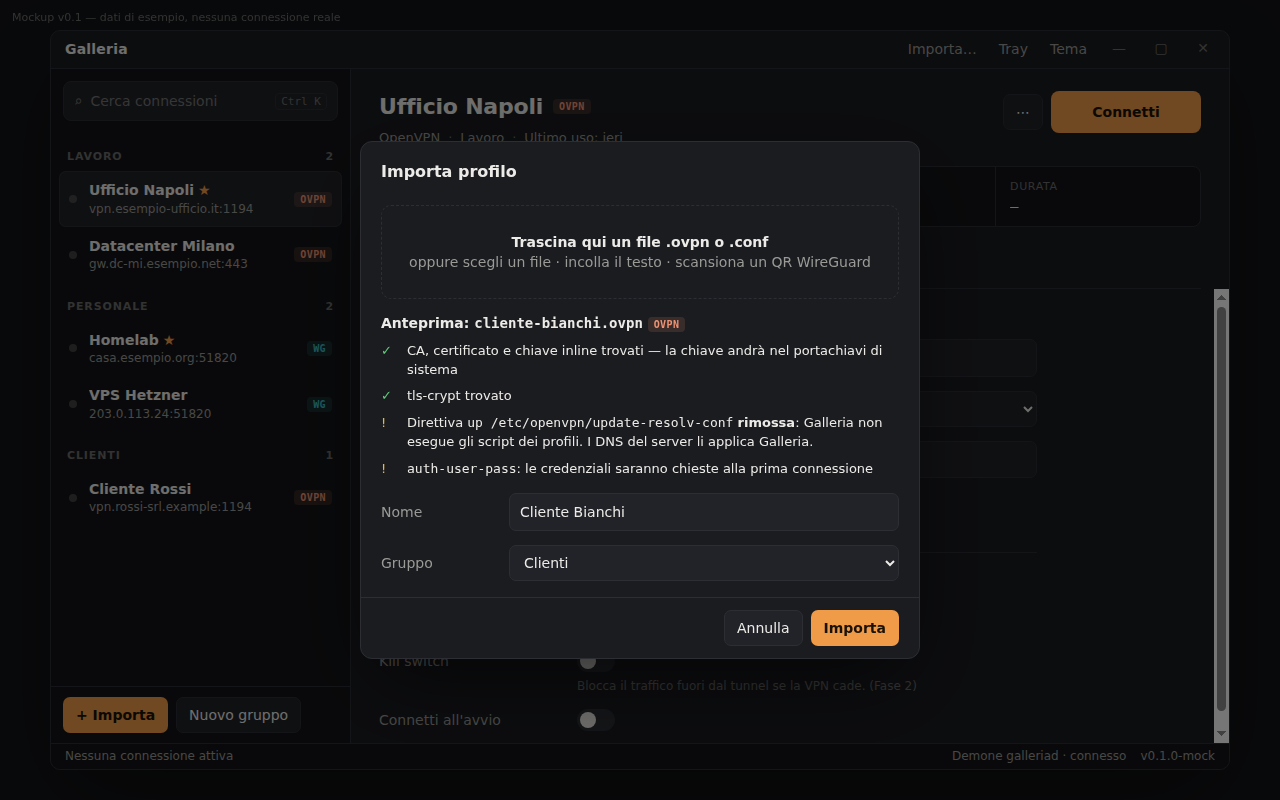 Mockup v0.1 — dati di esempio, nessuna connessione reale
Galleria
Importa…
Tray
Tema
Cerca connessioni
Ctrl K
LAVORO
2
Ufficio Napoli ★
vpn.esempio-ufficio.it:1194
OVPN
Datacenter Milano
gw.dc-mi.esempio.net:443
OVPN
PERSONALE
2
Homelab ★
casa.esempio.org:51820
WG
VPS Hetzner
203.0.113.24:51820
WG
CLIENTI
1
Cliente Rossi
vpn.rossi-srl.example:1194
OVPN
+ Importa
Nuovo gruppo
Ufficio Napoli
OVPN
OpenVPN · Lavoro · Ultimo uso: ieri
⋯
Connetti
DURATA
—
Importa profilo
Trascina qui un file .ovpn o .conf
oppure scegli un file · incolla il testo · scansiona un QR WireGuard
Anteprima: cliente-bianchi.ovpn OVPN
✓ CA, certificato e chiave inline trovati — la chiave andrà nel portachiavi di
sistema
✓ tls-crypt trovato
! Direttiva up /etc/openvpn/update-resolv-conf rimossa: Galleria non
esegue gli script dei profili. I DNS del server li applica Galleria.
! auth-user-pass: le credenziali saranno chieste alla prima connessione
Nome
Cliente Bianchi
Gruppo
Clienti
Annulla
Importa
Kill switch
Blocca il traffico fuori dal tunnel se la VPN cade. (Fase 2)
Connetti all'avvio
Nessuna connessione attiva
Demone galleriad · connesso
v0.1.0-mock